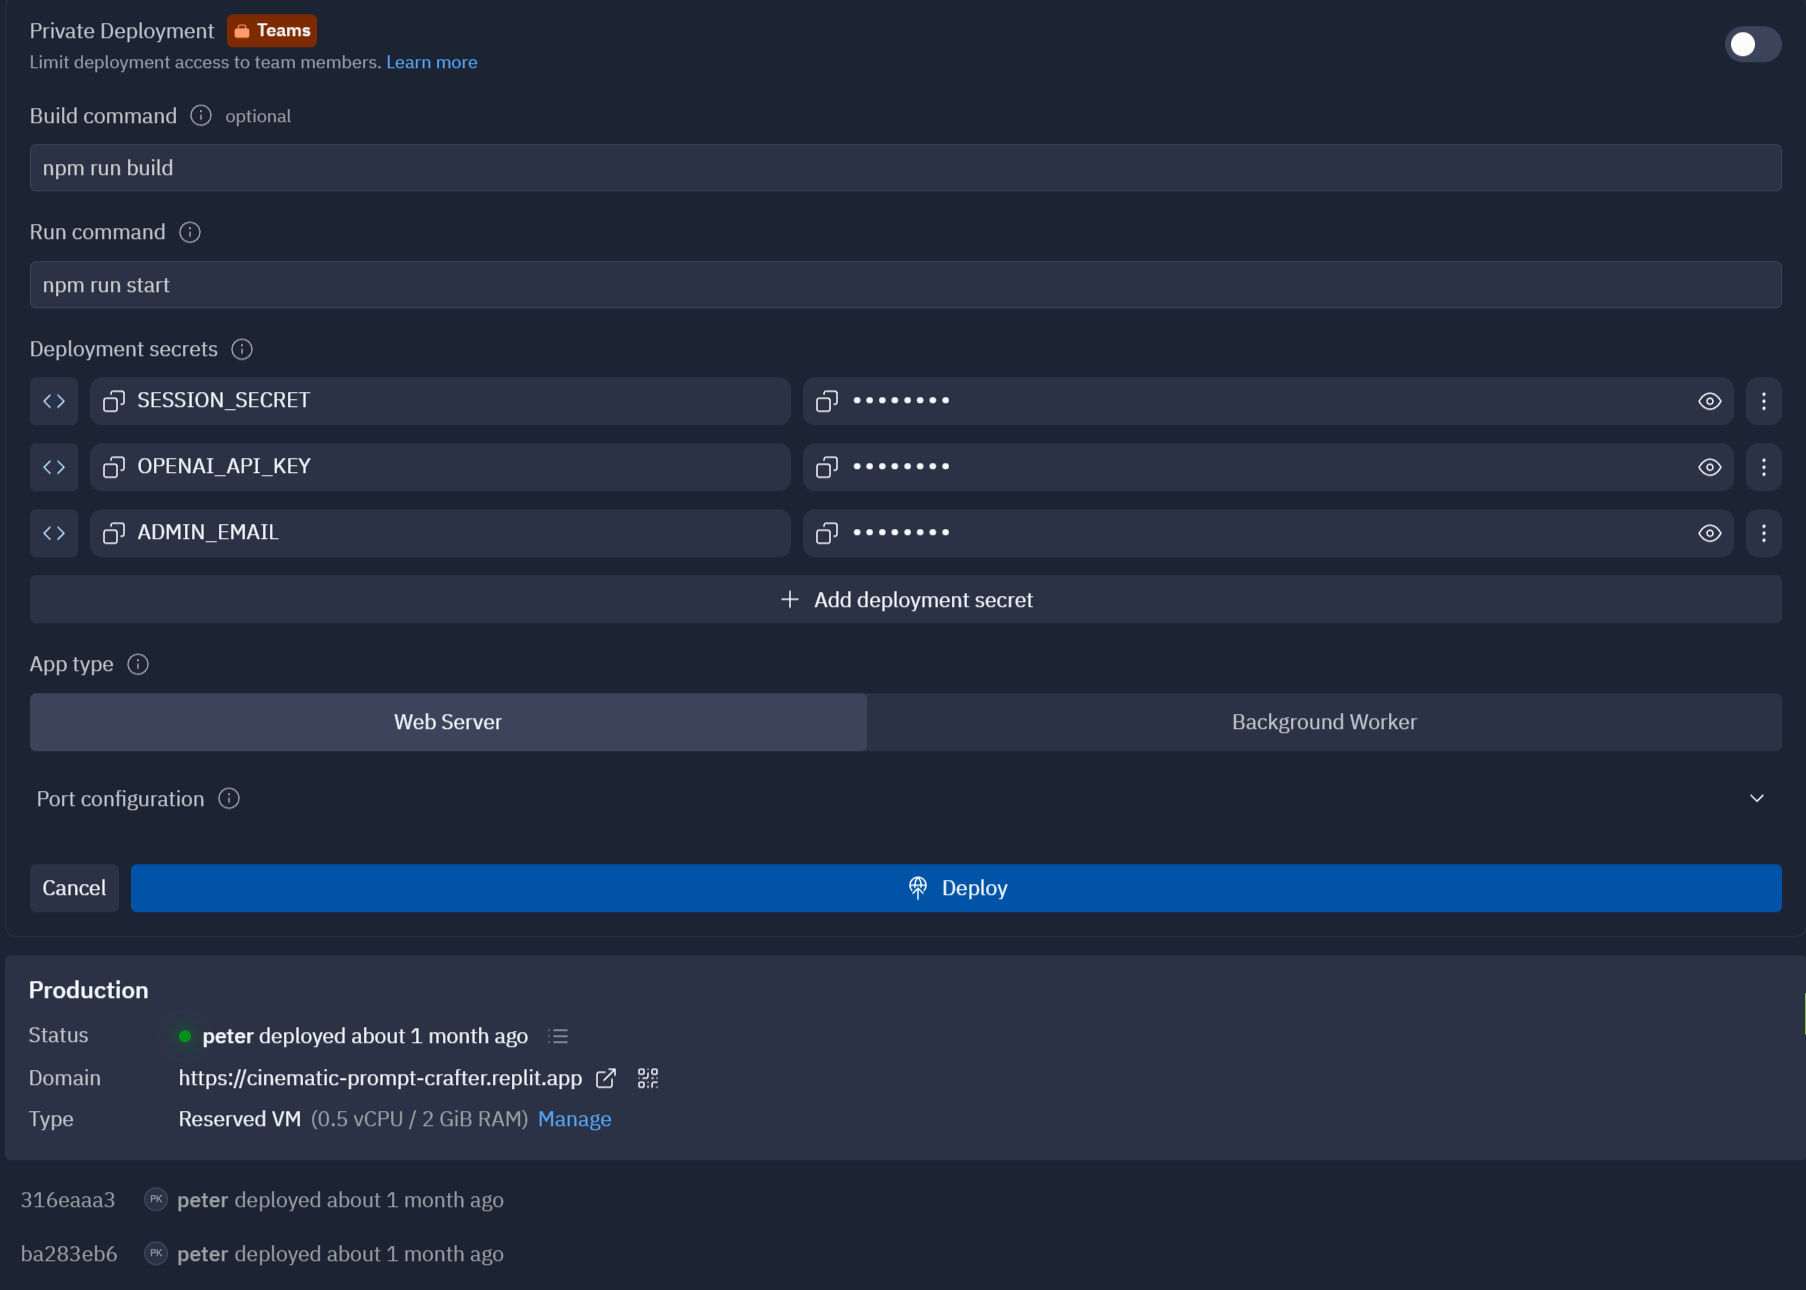 Private Deployment Teams
Limit deployment access to team members. Learn more
Build command optional
npm run build
Run command
npm run start
Deployment secrets
SESSION_SECRET ••••••••
OPENAI_API_KEY ••••••••
ADMIN_EMAIL ••••••••
Add deployment secret
App type
Web Server Background Worker
Port configuration
Cancel Deploy
Production
Status peter deployed about 1 month ago
Domain https://cinematic-prompt-crafter.replit.app
Type Reserved VM (0.5 vCPU / 2 GiB RAM) Manage
316eaaa3 PK peter deployed about 1 month ago
ba283eb6 PK peter deployed about 1 month ago